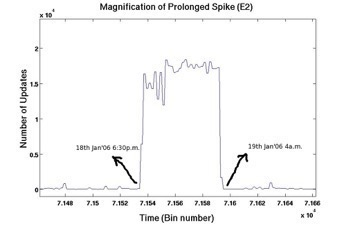 Magnification of Prolonged Spike (E2)
x 10⁴
2
1.5
1
0.5
0
Number of Updates
18th Jan'06 6:30p.m.
19th Jan'06 4a.m.
7.148 7.15 7.152 7.154 7.156 7.158 7.16 7.162 7.164 7.166
Time (Bin number)
x 10⁴